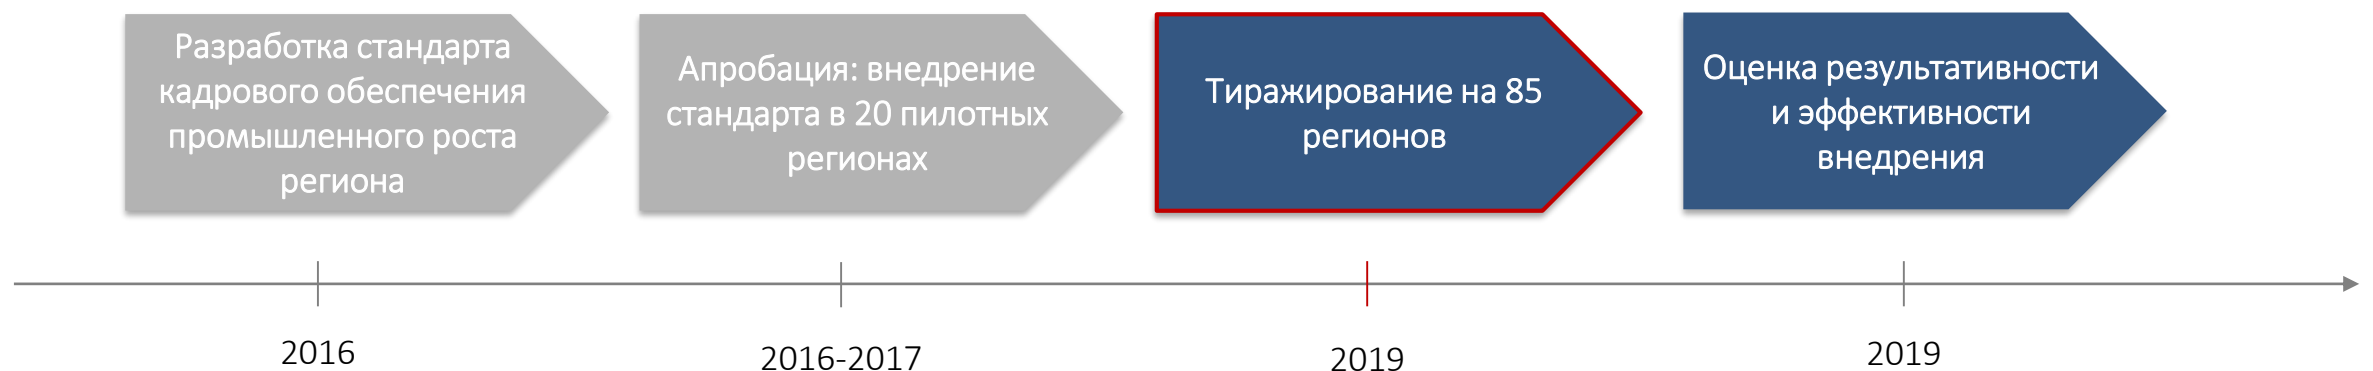 Разработка стандарта
кадрового обеспечения
промышленного роста
региона
Апробация: внедрение
стандарта в 20 пилотных
регионах
Тиражирование на 85
регионов
Оценка результативности
и эффективности
внедрения
2016
2016-2017
2019
2019